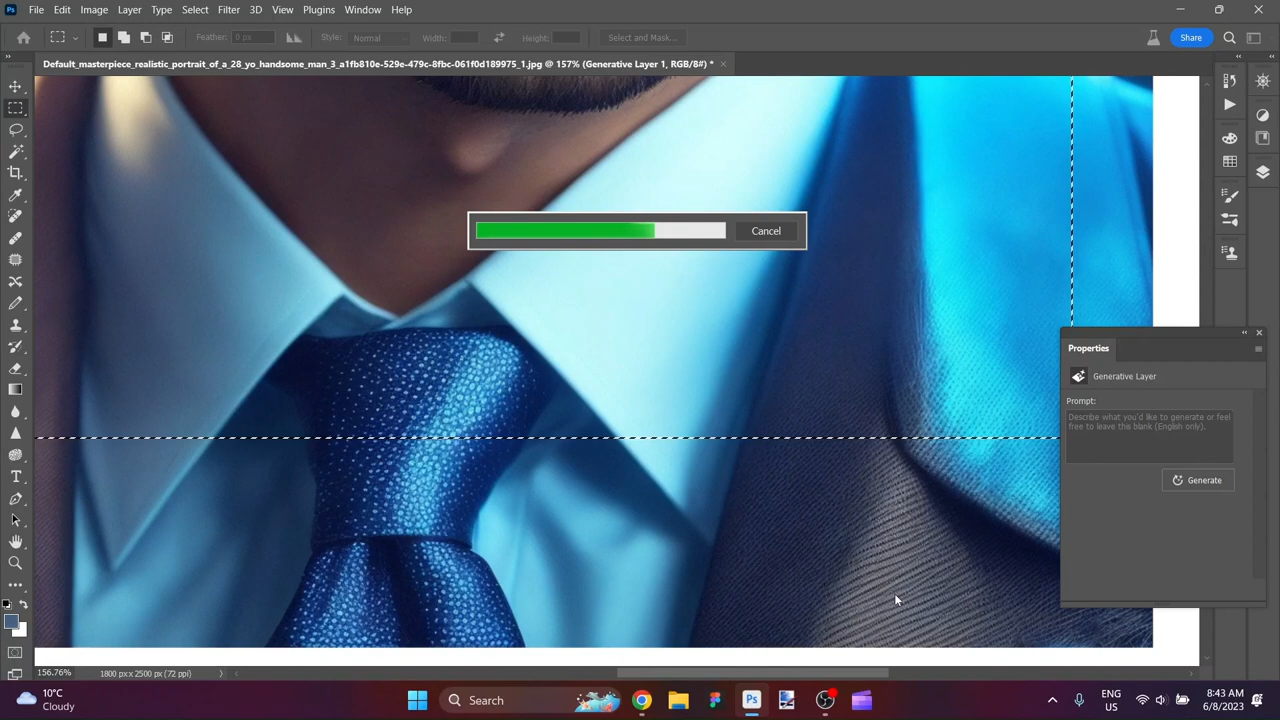 Ps File Edit Image Layer Type Select Filter 3D View Plugins Window Help
Feather: 0 px Style: Normal Width: Height: Select and Mask... Share
Default_masterpiece_realistic_portrait_of_a_28_yo_handsome_man_3_a1fb810e-529e-479c-8fbc-061f0d189975_1.jpg @ 157% (Generative Layer 1, RGB/8#) *
Cancel
Properties
Generative Layer
Prompt:
Describe what you'd like to generate or feel
free to leave this blank (English only).
Generate
156.76% 1800 px x 2500 px (72 ppi)
10°C
Cloudy
Search
Ps
ENG
US
8:43 AM
6/8/2023